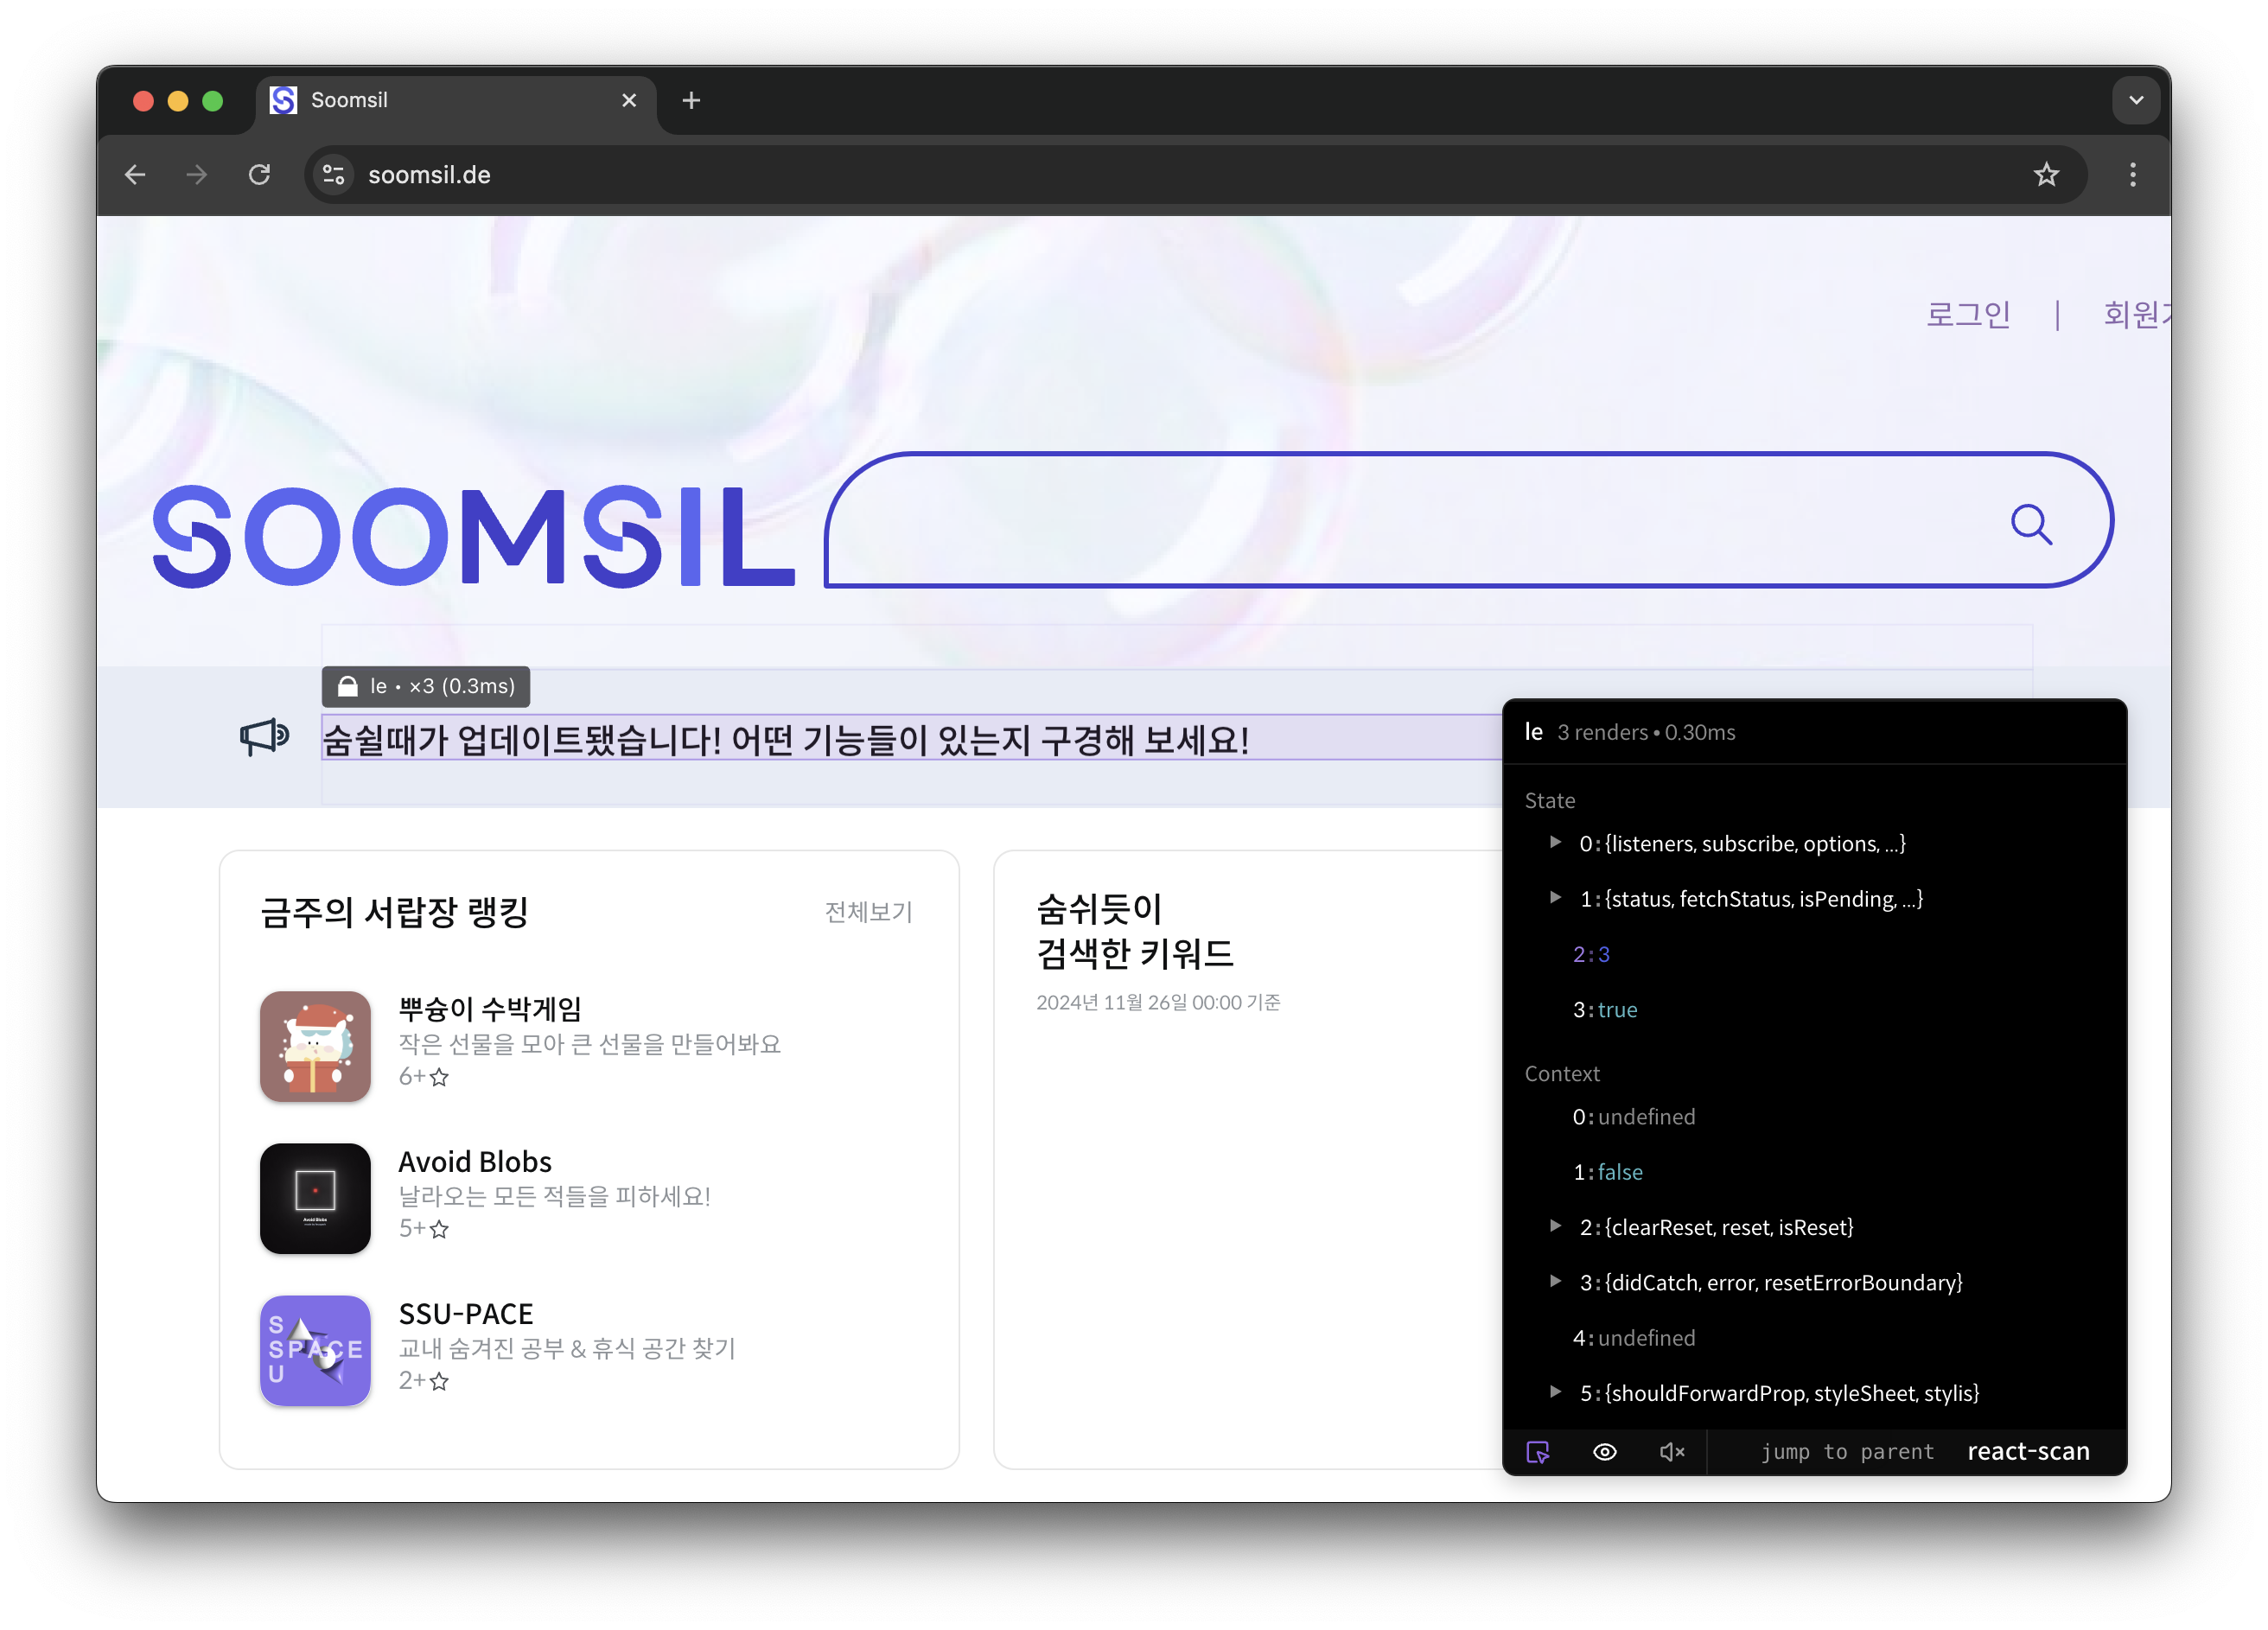 Soomsil
soomsil.de
로그인 | 회원
SOOMSIL
le • ×3 (0.3ms)
숨쉴때가 업데이트됐습니다! 어떤 기능들이 있는지 구경해 보세요!
금주의 서랍장 랭킹
전체보기
뿌슝이 수박게임
작은 선물을 모아 큰 선물을 만들어봐요
6+☆
Avoid Blobs
날라오는 모든 적들을 피하세요!
5+☆
Avoid Blobs
S
SPACE
U
SSU-PACE
교내 숨겨진 공부 & 휴식 공간 찾기
2+☆
숨쉬듯이
검색한 키워드
2024년 11월 26일 00:00 기준
le 3 renders • 0.30ms
State
0:{listeners, subscribe, options, ...}
1:{status, fetchStatus, isPending, ...}
2:3
3:true
Context
0:undefined
1:false
2:{clearReset, reset, isReset}
3:{didCatch, error, resetErrorBoundary}
4:undefined
5:{shouldForwardProp, styleSheet, stylis}
jump to parent
react-scan